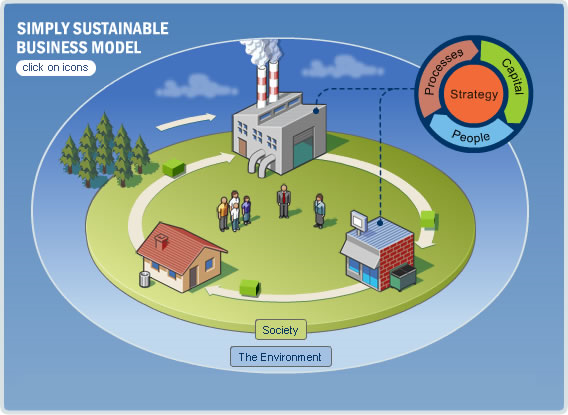 SIMPLY SUSTAINABLE
BUSINESS MODEL
click on icons
Processes
Capital
Strategy
People
Society
The Environment